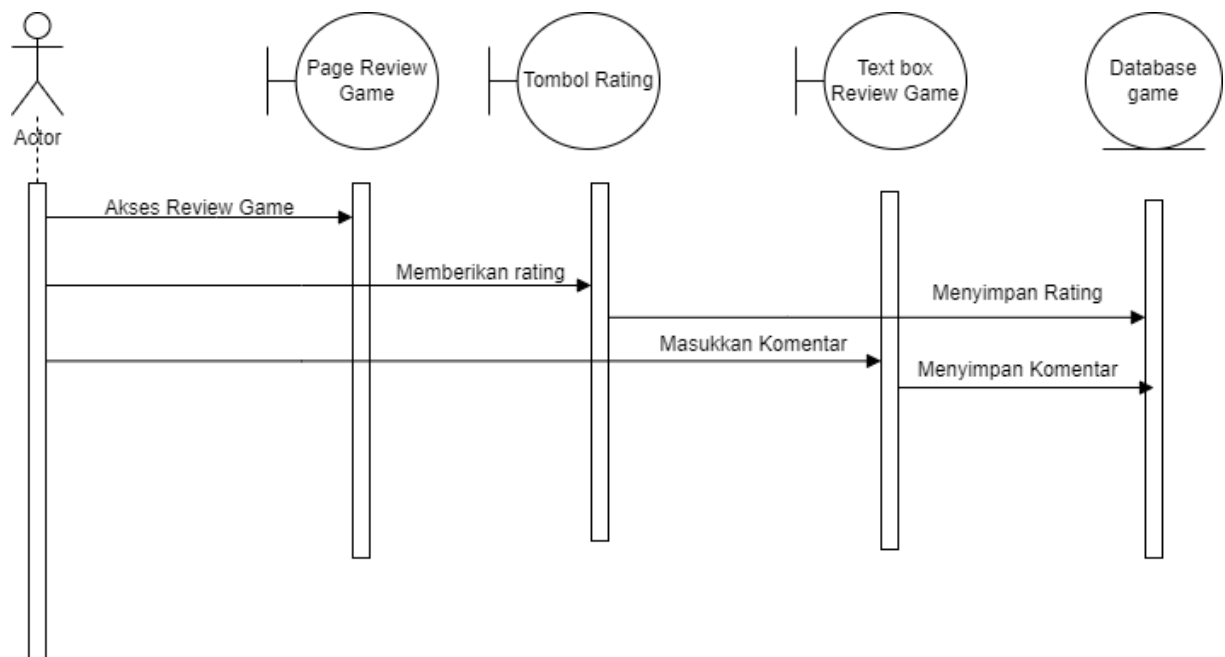 Actor
Page Review
Game
Tombol Rating
Text box
Review Game
Database
game
Akses Review Game
Memberikan rating
Menyimpan Rating
Masukkan Komentar
Menyimpan Komentar